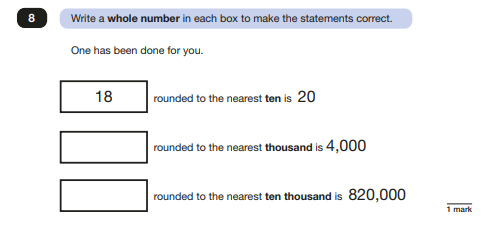 8 Write a whole number in each box to make the statements correct.
One has been done for you.
18 rounded to the nearest ten is 20
rounded to the nearest thousand is 4,000
rounded to the nearest ten thousand is 820,000
1 mark